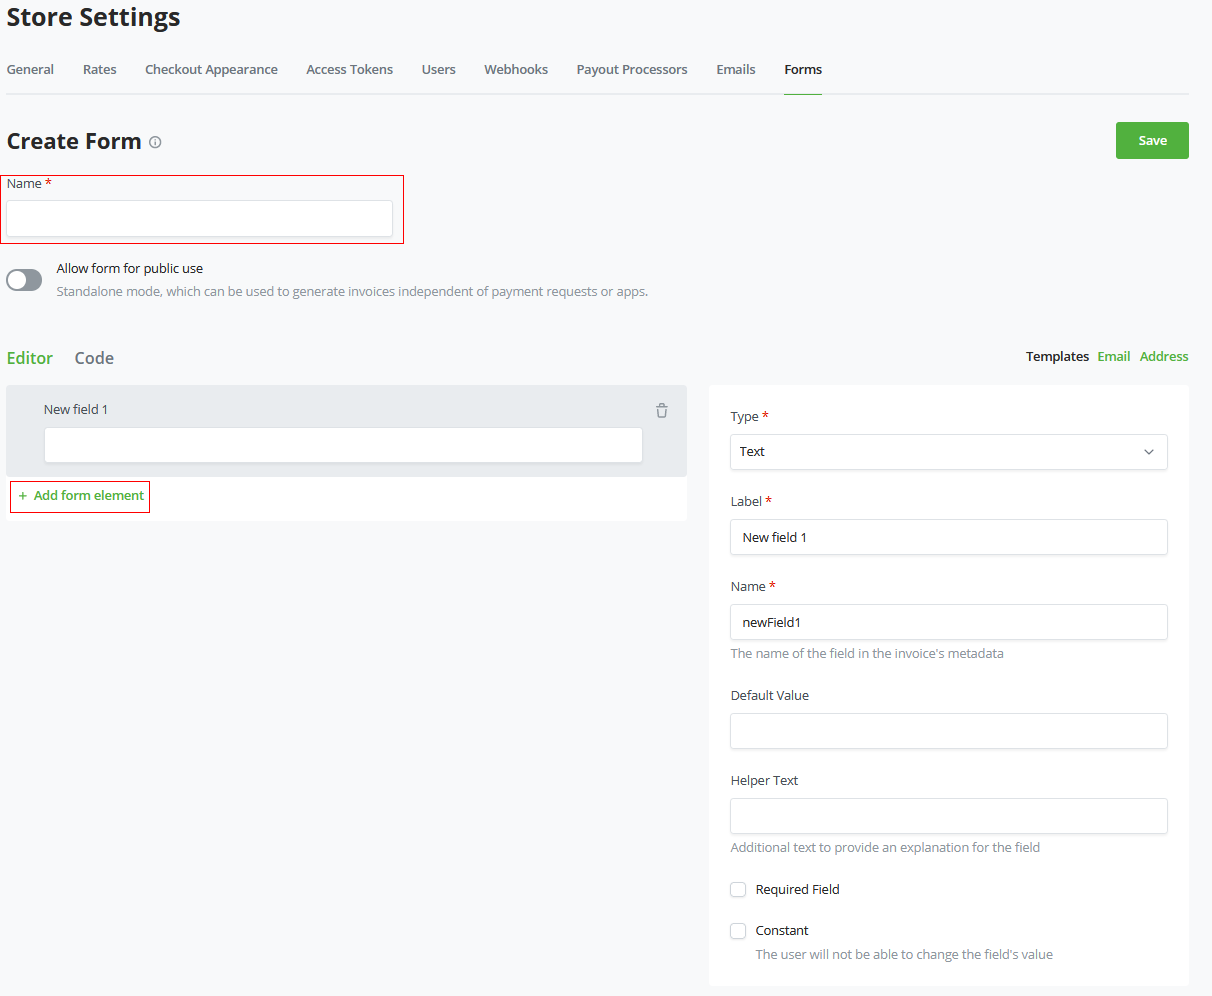 Store Settings
General Rates Checkout Appearance Access Tokens Users Webhooks Payout Processors Emails Forms
Create Form
Save
Name *
Allow form for public use
Standalone mode, which can be used to generate invoices independent of payment requests or apps.
Editor Code
Templates Email Address
New field 1
+ Add form element
Type *
Text
Label *
New field 1
Name *
newField1
The name of the field in the invoice's metadata
Default Value
Helper Text
Additional text to provide an explanation for the field
Required Field
Constant
The user will not be able to change the field's value